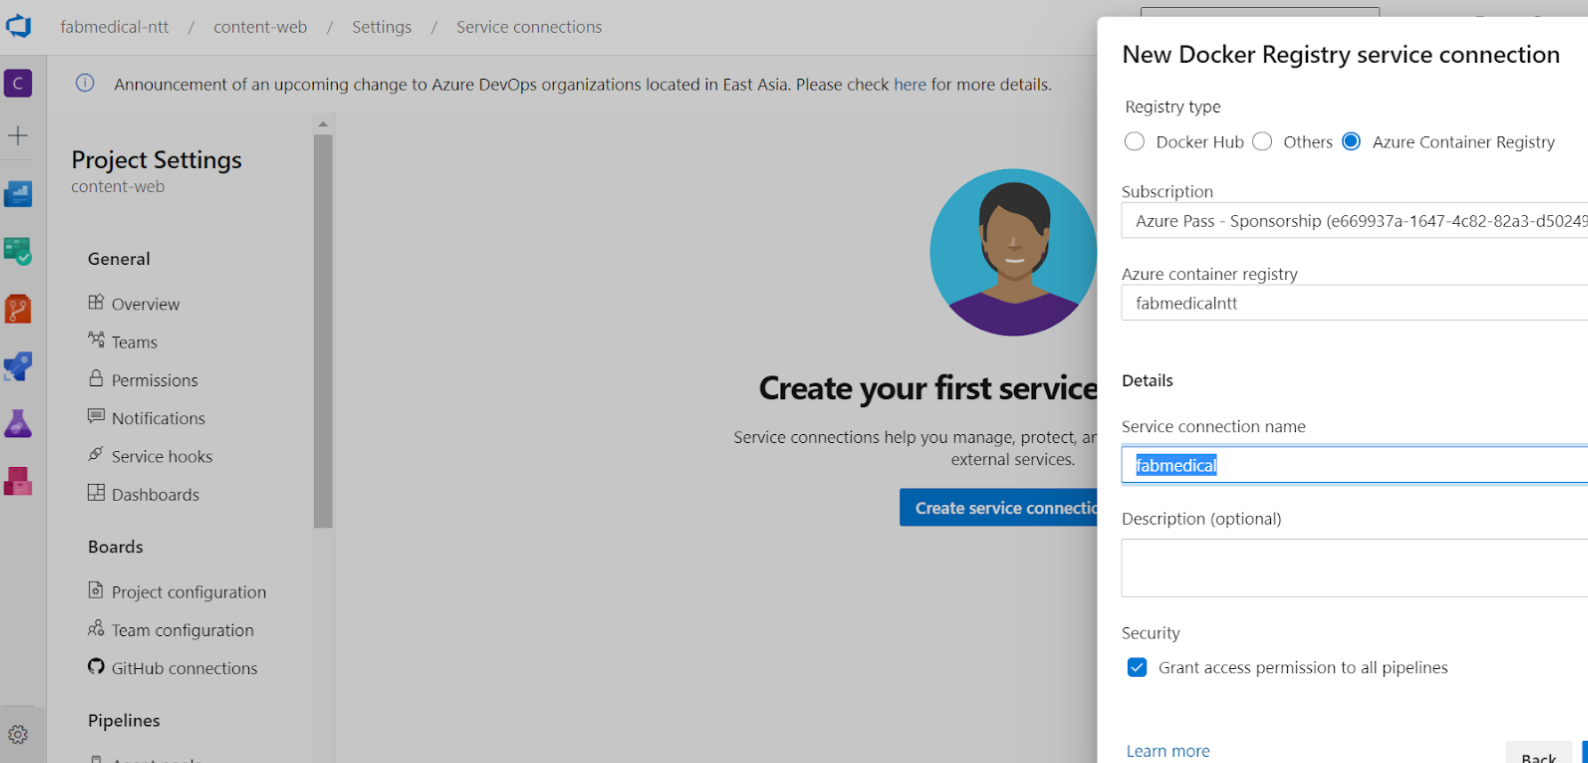 fabmedical-ntt / content-web / Settings / Service connections
Announcement of an upcoming change to Azure DevOps organizations located in East Asia. Please check here for more details.
C
Project Settings
content-web
General
Overview
Teams
Permissions
Notifications
Service hooks
Dashboards
Boards
Project configuration
Team configuration
GitHub connections
Pipelines
Create your first service
Service connections help you manage, protect, an
external services.
Create service connectio
New Docker Registry service connection
Registry type
Docker Hub Others Azure Container Registry
Subscription
Azure Pass - Sponsorship (e669937a-1647-4c82-82a3-d50249
Azure container registry
fabmedicalntt
Details
Service connection name
fabmedical
Description (optional)
Security
Grant access permission to all pipelines
Learn more
Back